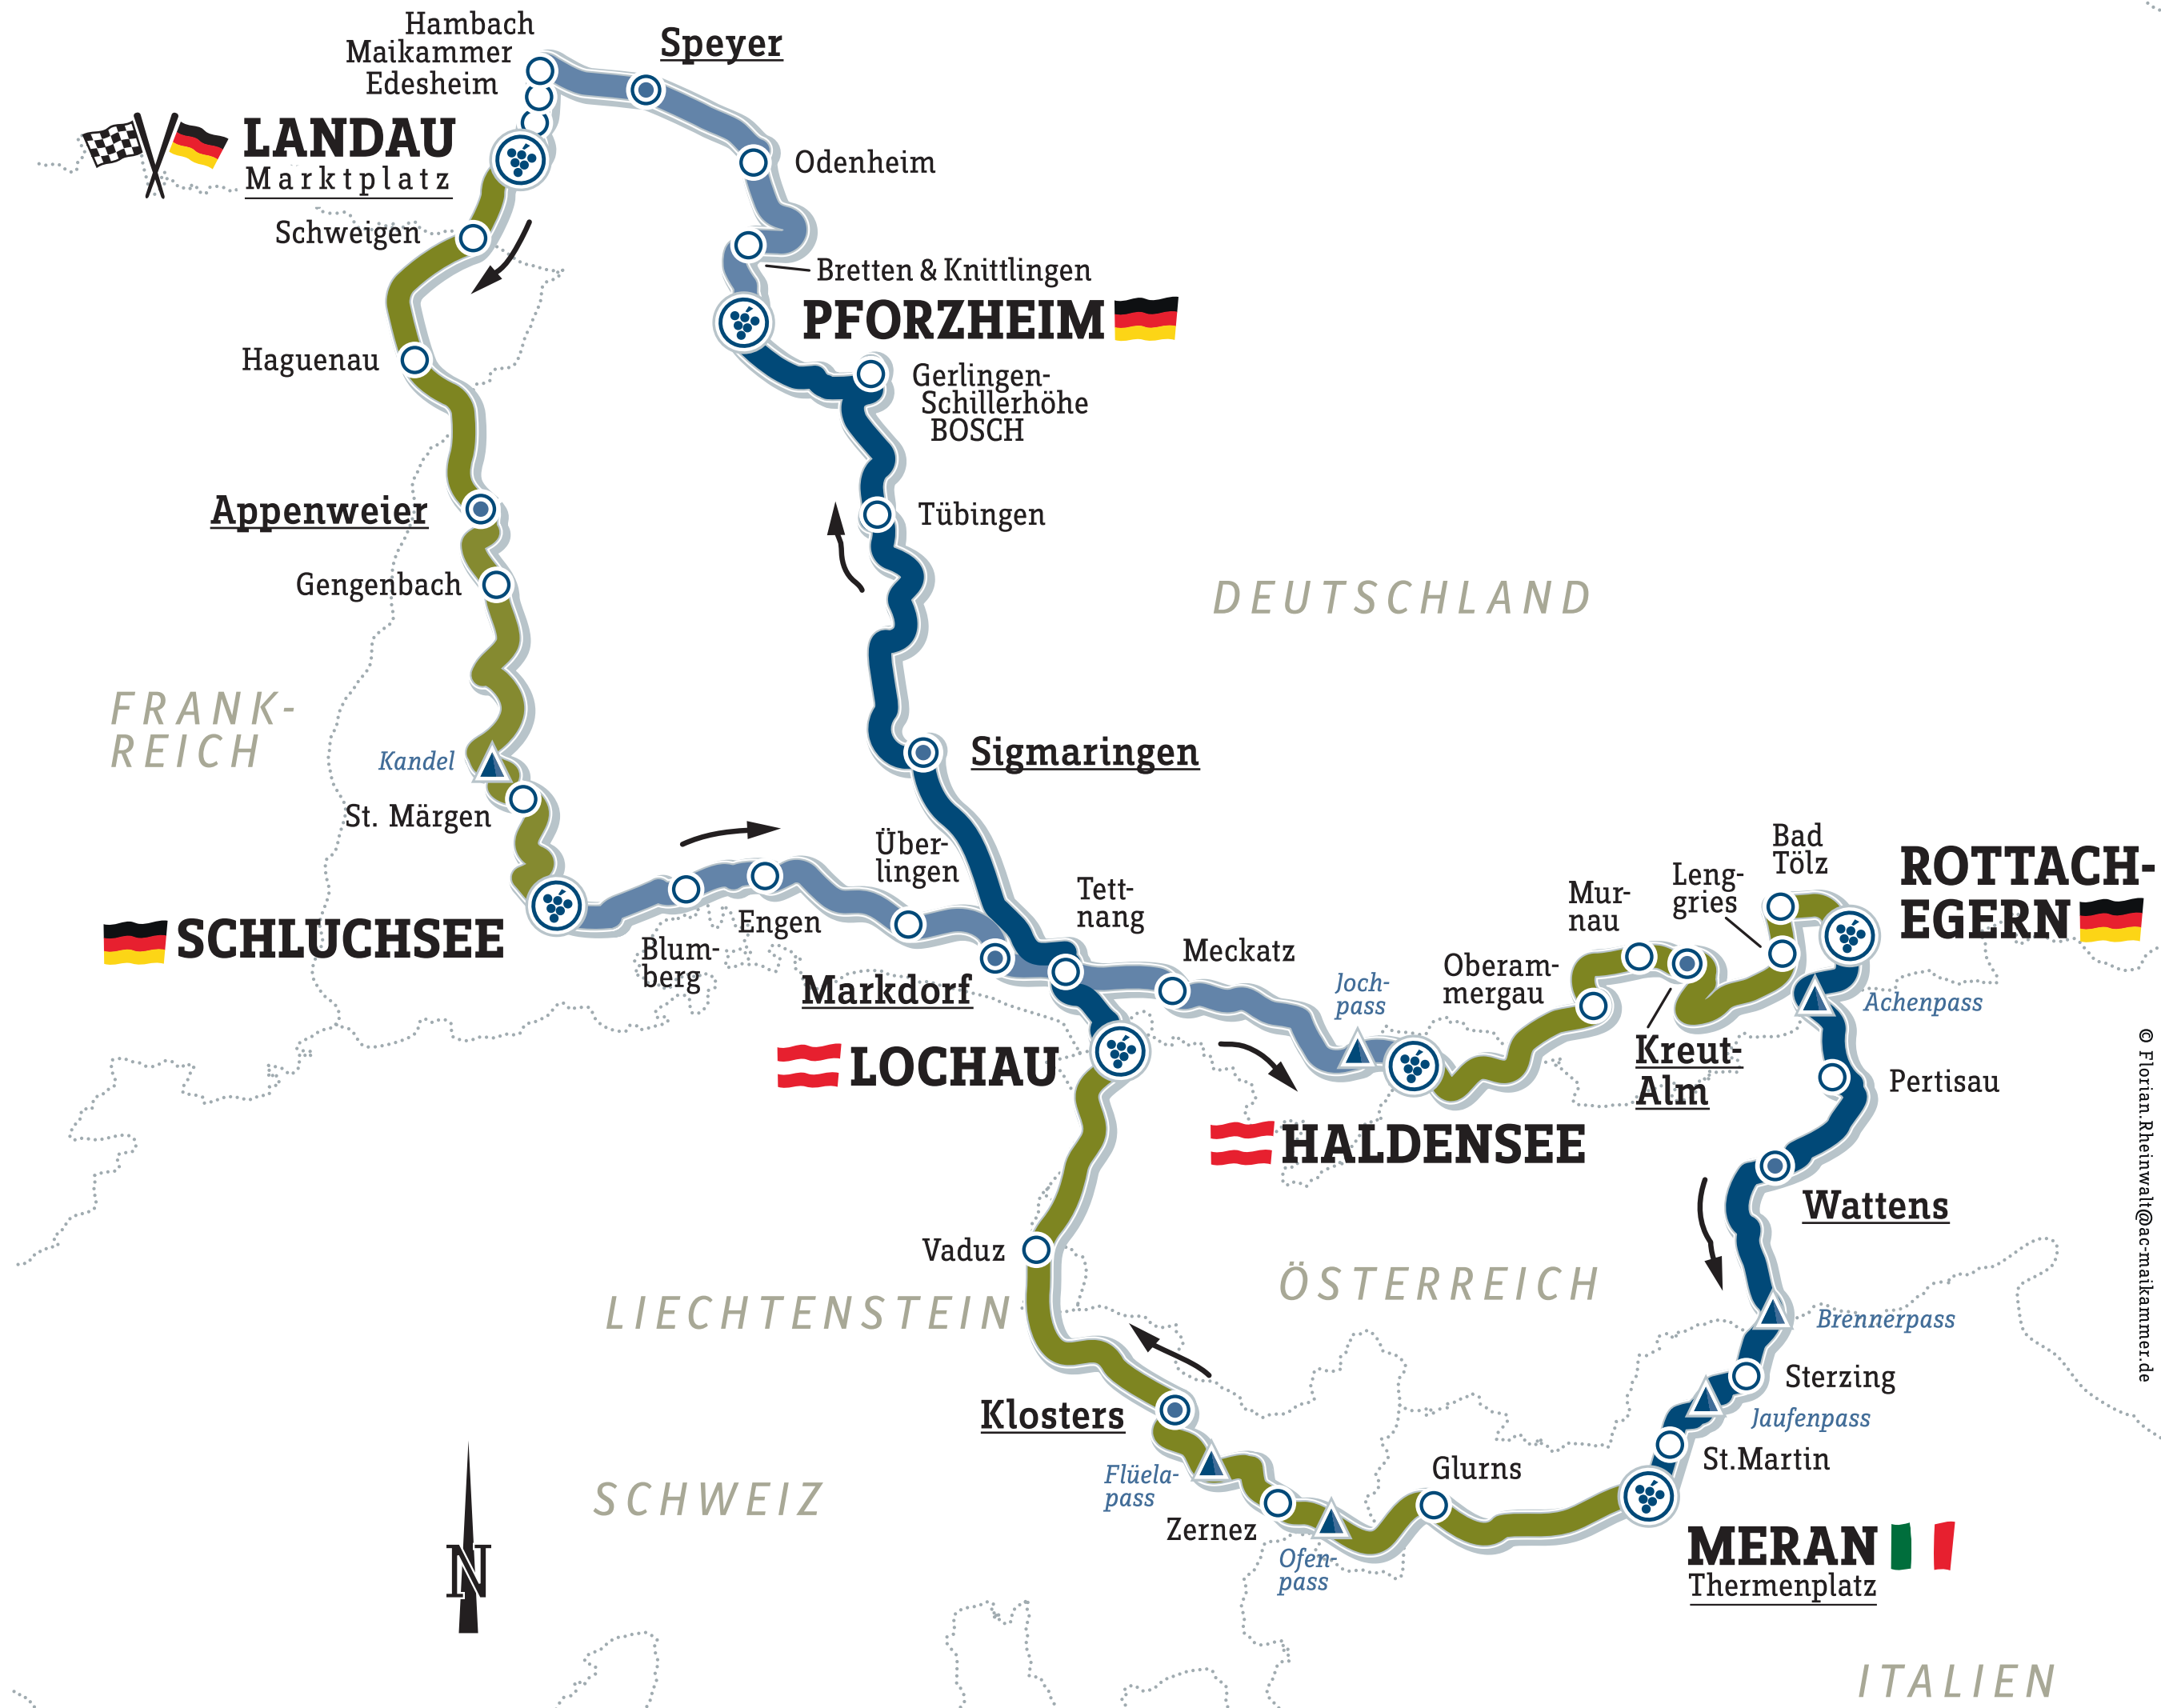 Hambach
Maikammer
Edesheim
Speyer
LANDAU
Marktplatz
Odenheim
Schweigen
Bretten & Knittlingen
PFORZHEIM
Haguenau
Gerlingen-
Schillerhöhe
BOSCH
Appenweier
Tübingen
Gengenbach
DEUTSCHLAND
FRANK-
REICH
Kandel
Sigmaringen
St. Märgen
Über-
lingen
Tett-
nang
Bad
Tölz
ROTTACH-
EGERN
Leng-
gries
Mur-
nau
SCHLUCHSEE
Engen
Blum-
berg
Markdorf
Meckatz
Joch-
pass
Oberam-
mergau
Achenpass
Kreut-
Alm
LOCHAU
Pertisau
HALDENSEE
Wattens
Vaduz
ÖSTERREICH
LIECHTENSTEIN
Brennerpass
Sterzing
Klosters
Jaufenpass
St.Martin
Flüela-
pass
Glurns
SCHWEIZ
Zernez
Ofen-
pass
MERAN
Thermenplatz
N
ITALIEN
© Florian.Rheinwalt@ac-maikammer.de